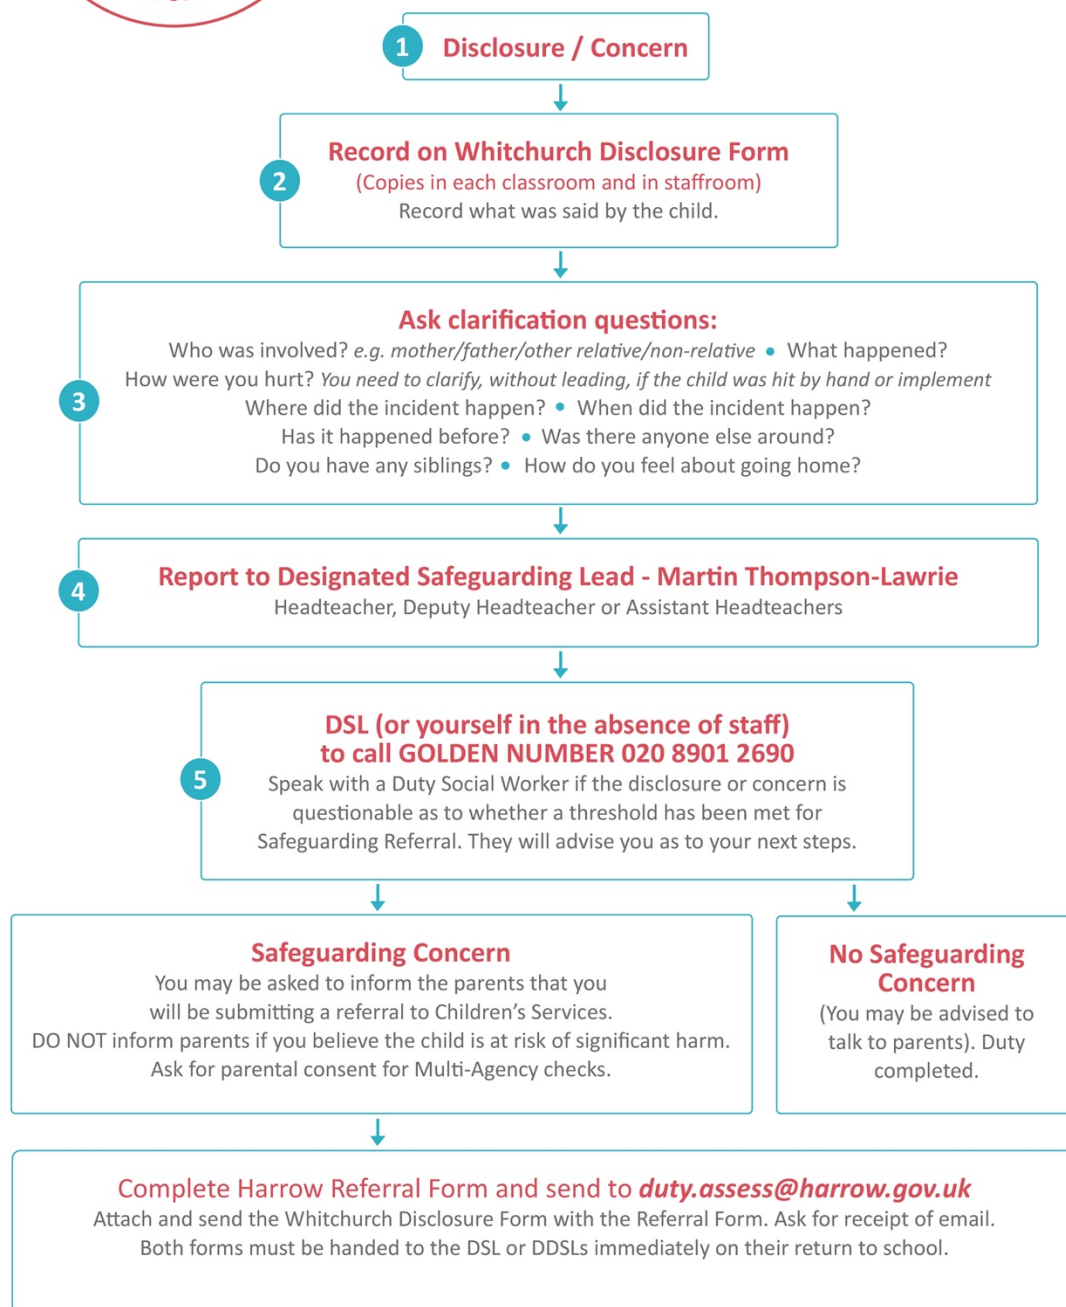 1 Disclosure / Concern
Record on Whitchurch Disclosure Form
(Copies in each classroom and in staffroom)
2
Record what was said by the child.
Ask clarification questions:
Who was involved? e.g. mother/father/other relative/non-relative • What happened?
How were you hurt? You need to clarify, without leading, if the child was hit by hand or implement
3
Where did the incident happen? • When did the incident happen?
Has it happened before? • Was there anyone else around?
Do you have any siblings? • How do you feel about going home?
4
Report to Designated Safeguarding Lead - Martin Thompson-Lawrie
Headteacher, Deputy Headteacher or Assistant Headteachers
DSL (or yourself in the absence of staff)
to call GOLDEN NUMBER 020 8901 2690
5
Speak with a Duty Social Worker if the disclosure or concern is
questionable as to whether a threshold has been met for
Safeguarding Referral. They will advise you as to your next steps.
Safeguarding Concern
You may be asked to inform the parents that you
will be submitting a referral to Children’s Services.
DO NOT inform parents if you believe the child is at risk of significant harm.
Ask for parental consent for Multi-Agency checks.
No Safeguarding
Concern
(You may be advised to
talk to parents). Duty
completed.
Complete Harrow Referral Form and send to duty.assess@harrow.gov.uk
Attach and send the Whitchurch Disclosure Form with the Referral Form. Ask for receipt of email.
Both forms must be handed to the DSL or DDSLs immediately on their return to school.